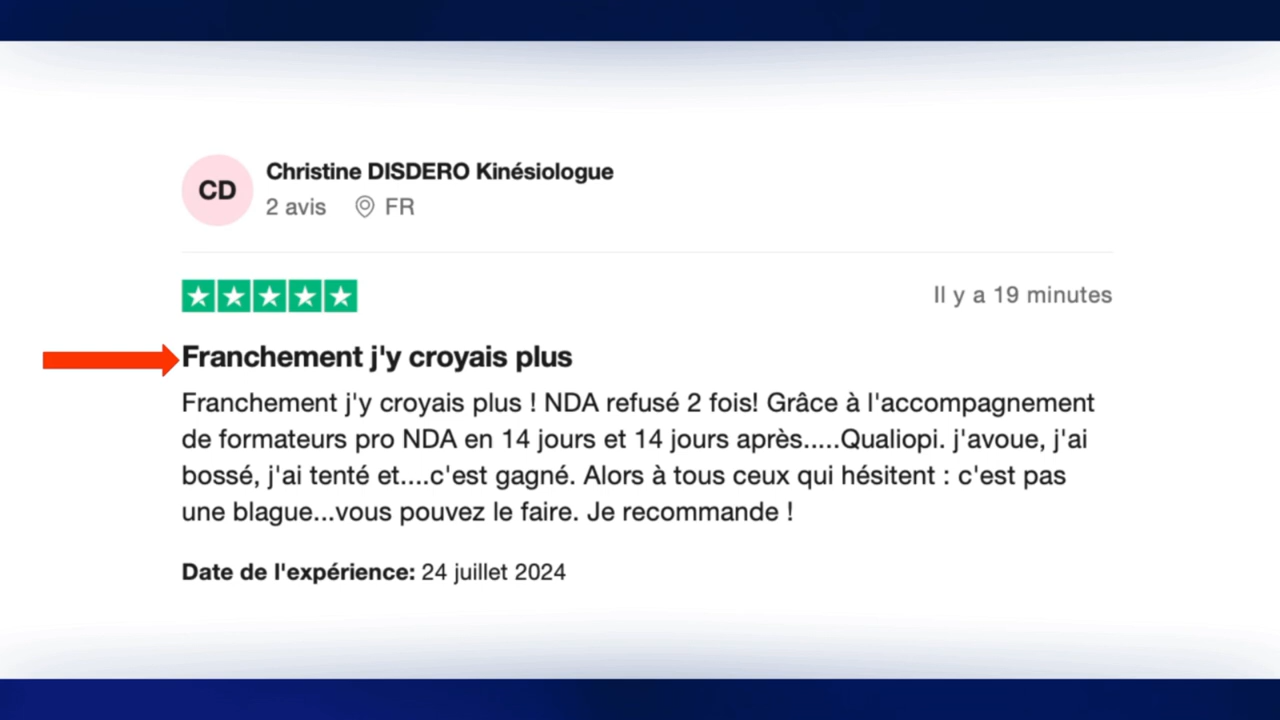 CD
Christine DISDERO Kinésiologue
2 avis FR
Il y a 19 minutes
Franchement j'y croyais plus
Franchement j'y croyais plus ! NDA refusé 2 fois! Grâce à l'accompagnement
de formateurs pro NDA en 14 jours et 14 jours après.....Qualiopi. j'avoue, j'ai
bossé, j'ai tenté et....c'est gagné. Alors à tous ceux qui hésitent : c'est pas
une blague...vous pouvez le faire. Je recommande !
Date de l'expérience: 24 juillet 2024